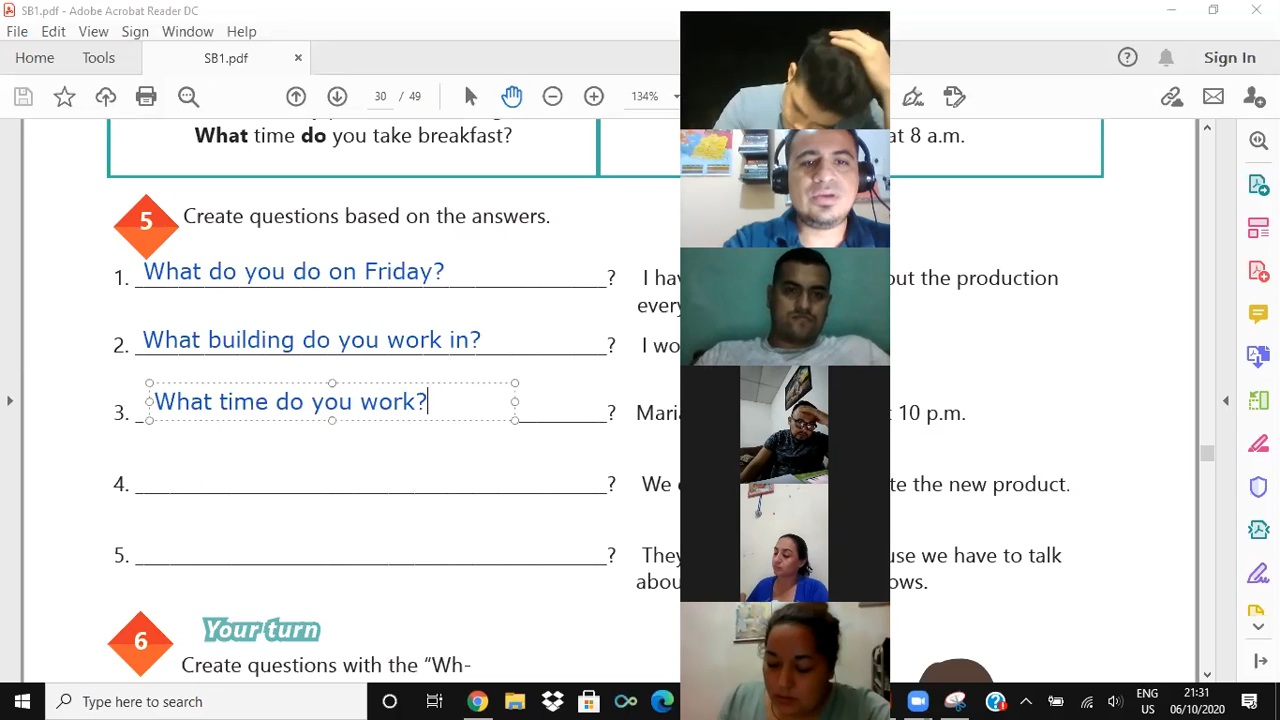 SB1.pdf - Adobe Acrobat Reader DC
File Edit View Sign Window Help
Home Tools SB1.pdf × Sign In
30 / 49 134%
What time do you take breakfast? at 8 a.m.
5 Create questions based on the answers.
1. What do you do on Friday? ? I ha out the production
every
2. What building do you work in? ? I wo
3. What time do you work? ? Maria 10 p.m.
4. ? We te the new product.
5. ? They use we have to talk
about ows.
6 Your turn
Create questions with the “Wh-
Type here to search
ENG 21:31
US 06/10/2020